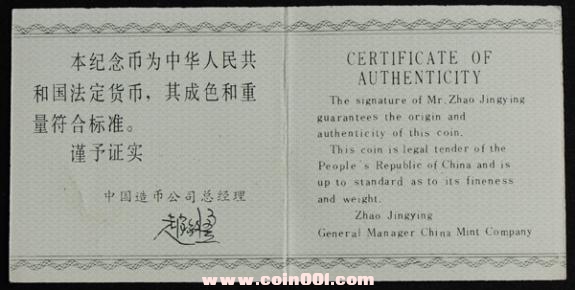 本纪念币为中华人民共
和国法定货币，其成色和重
量符合标准。
谨予证实
中国造币公司总经理
CERTIFICATE OF
AUTHENTICITY
The signature of Mr. Zhao Jingying
guarantees the origin and
authenticity of this coin.
This coin is legal tender of the
People's Republic of China and is
up to standard as to its fineness
and weight.
Zhao Jingying
General Manager China Mint Company
www.coin001.com